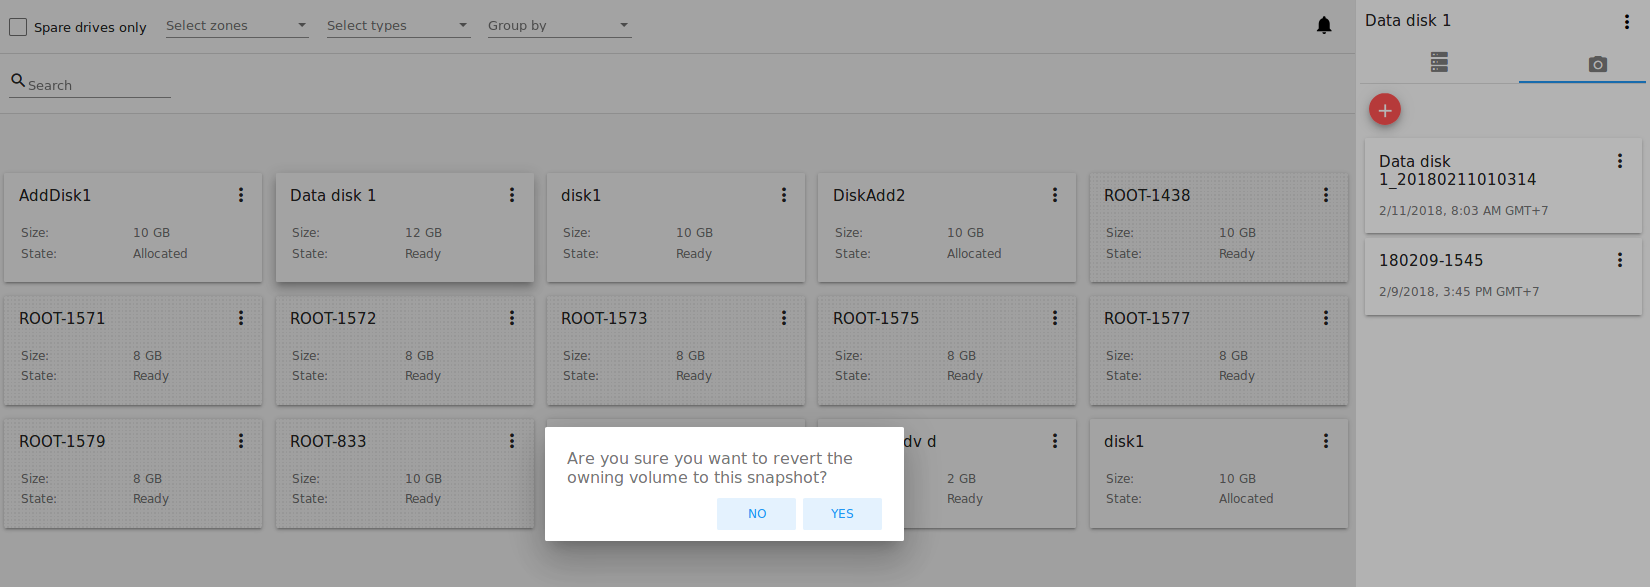 Spare drives only
Select zones
Select types
Group by
Search
AddDisk1
Size: 10 GB
State: Allocated
Data disk 1
Size: 12 GB
State: Ready
disk1
Size: 10 GB
State: Ready
DiskAdd2
Size: 10 GB
State: Allocated
ROOT-1438
Size: 10 GB
State: Ready
ROOT-1571
Size: 8 GB
State: Ready
ROOT-1572
Size: 8 GB
State: Ready
ROOT-1573
Size: 8 GB
State: Ready
ROOT-1575
Size: 8 GB
State: Ready
ROOT-1577
Size: 8 GB
State: Ready
ROOT-1579
Size: 8 GB
State: Ready
ROOT-833
Size: 10 GB
State: Ready
dv d
2 GB
Ready
disk1
Size: 10 GB
State: Allocated
Are you sure you want to revert the
owning volume to this snapshot?
NO
YES
Data disk 1
Data disk
1_20180211010314
2/11/2018, 8:03 AM GMT+7
180209-1545
2/9/2018, 3:45 PM GMT+7